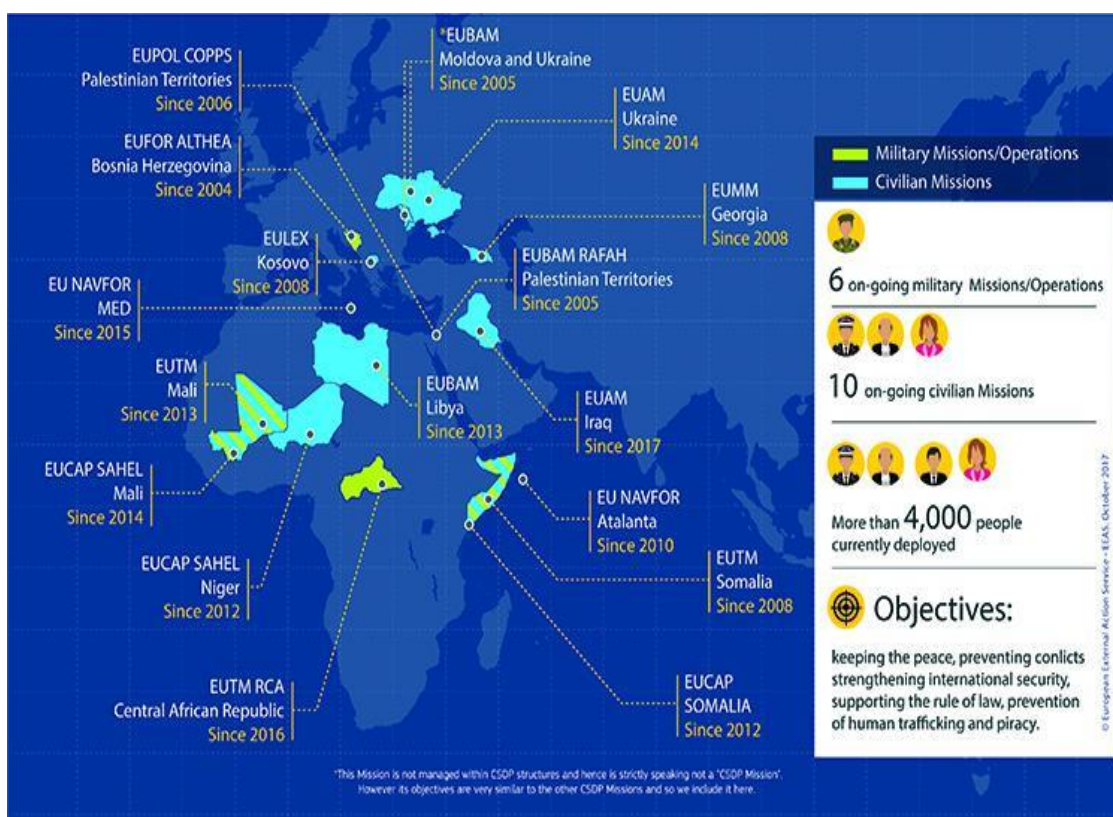 *EUBAM
Moldova and Ukraine
Since 2005
EUPOL COPPS
Palestinian Territories
Since 2006
EUAM
Ukraine
Since 2014
EUFOR ALTHEA
Bosnia Herzegovina
Since 2004
EUMM
Georgia
Since 2008
EULEX
Kosovo
Since 2008
EUBAM RAFAH
Palestinian Territories
Since 2005
EU NAVFOR
MED
Since 2015
EUTM
Mali
Since 2013
EUBAM
Libya
Since 2013
EUAM
Iraq
Since 2017
EUCAP SAHEL
Mali
Since 2014
EU NAVFOR
Atalanta
Since 2010
EUCAP SAHEL
Niger
Since 2012
EUTM
Somalia
Since 2008
EUTM RCA
Central African Republic
Since 2016
EUCAP
SOMALIA
Since 2012
*This Mission is not managed within CSDP structures and hence is strictly speaking not a "CSDP Mission".
However its objectives are very similar to the other CSDP Missions and so we include it here.
Military Missions/Operations
Civilian Missions
6 on-going military Missions/Operations
10 on-going civilian Missions
More than 4,000 people
currently deployed
Objectives:
keeping the peace, preventing conlicts
strengthening international security,
supporting the rule of law, prevention
of human trafficking and piracy.
© European External Action Service - EEAS, October 2017